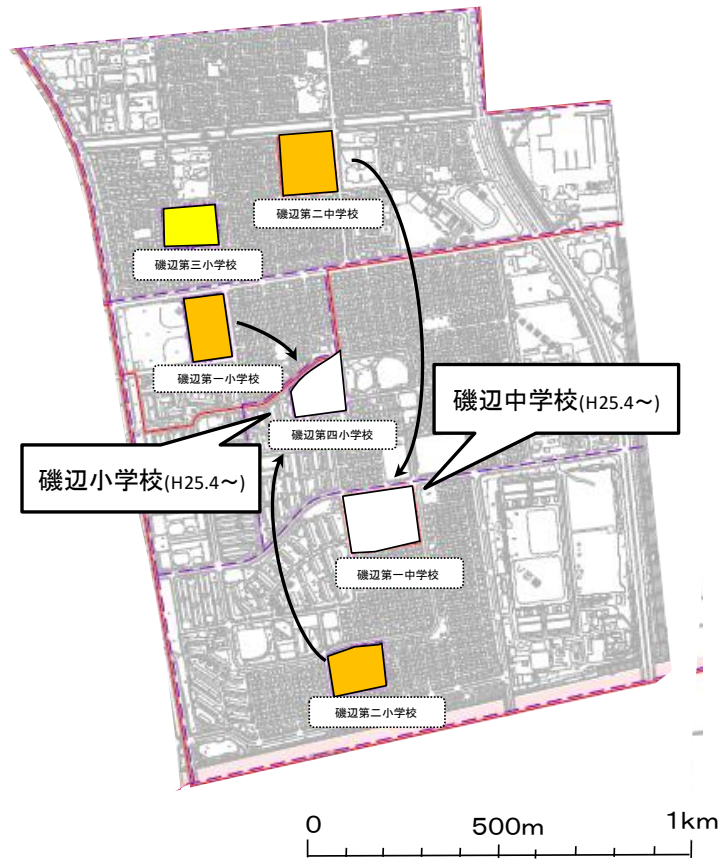 磯辺第二中学校
磯辺第三小学校
磯辺第一小学校
磯辺中学校(H25.4～)
磯辺第四小学校
磯辺小学校(H25.4～)
磯辺第一中学校
磯辺第二小学校
0 500m 1km